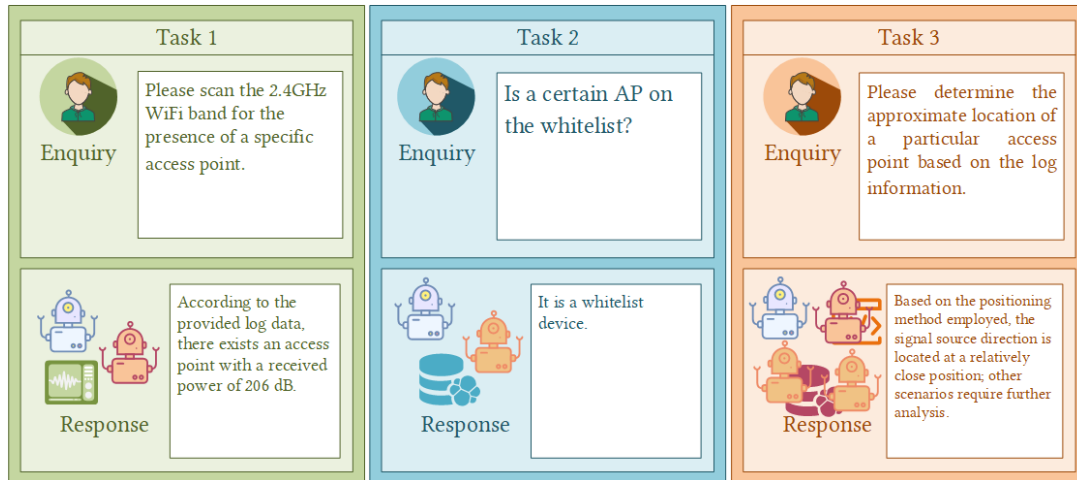 Task 1
Please scan the 2.4GHz
WiFi band for the
presence of a specific
access point.
Enquiry
According to the
provided log data,
there exists an access
point with a received
power of 206 dB.
Response
Task 2
Is a certain AP on
the whitelist?
Enquiry
It is a whitelist
device.
Response
Task 3
Please determine the
approximate location of
a particular access
point based on the log
information.
Enquiry
Based on the positioning
method employed, the
signal source direction is
located at a relatively
close position; other
scenarios require further
analysis.
Response